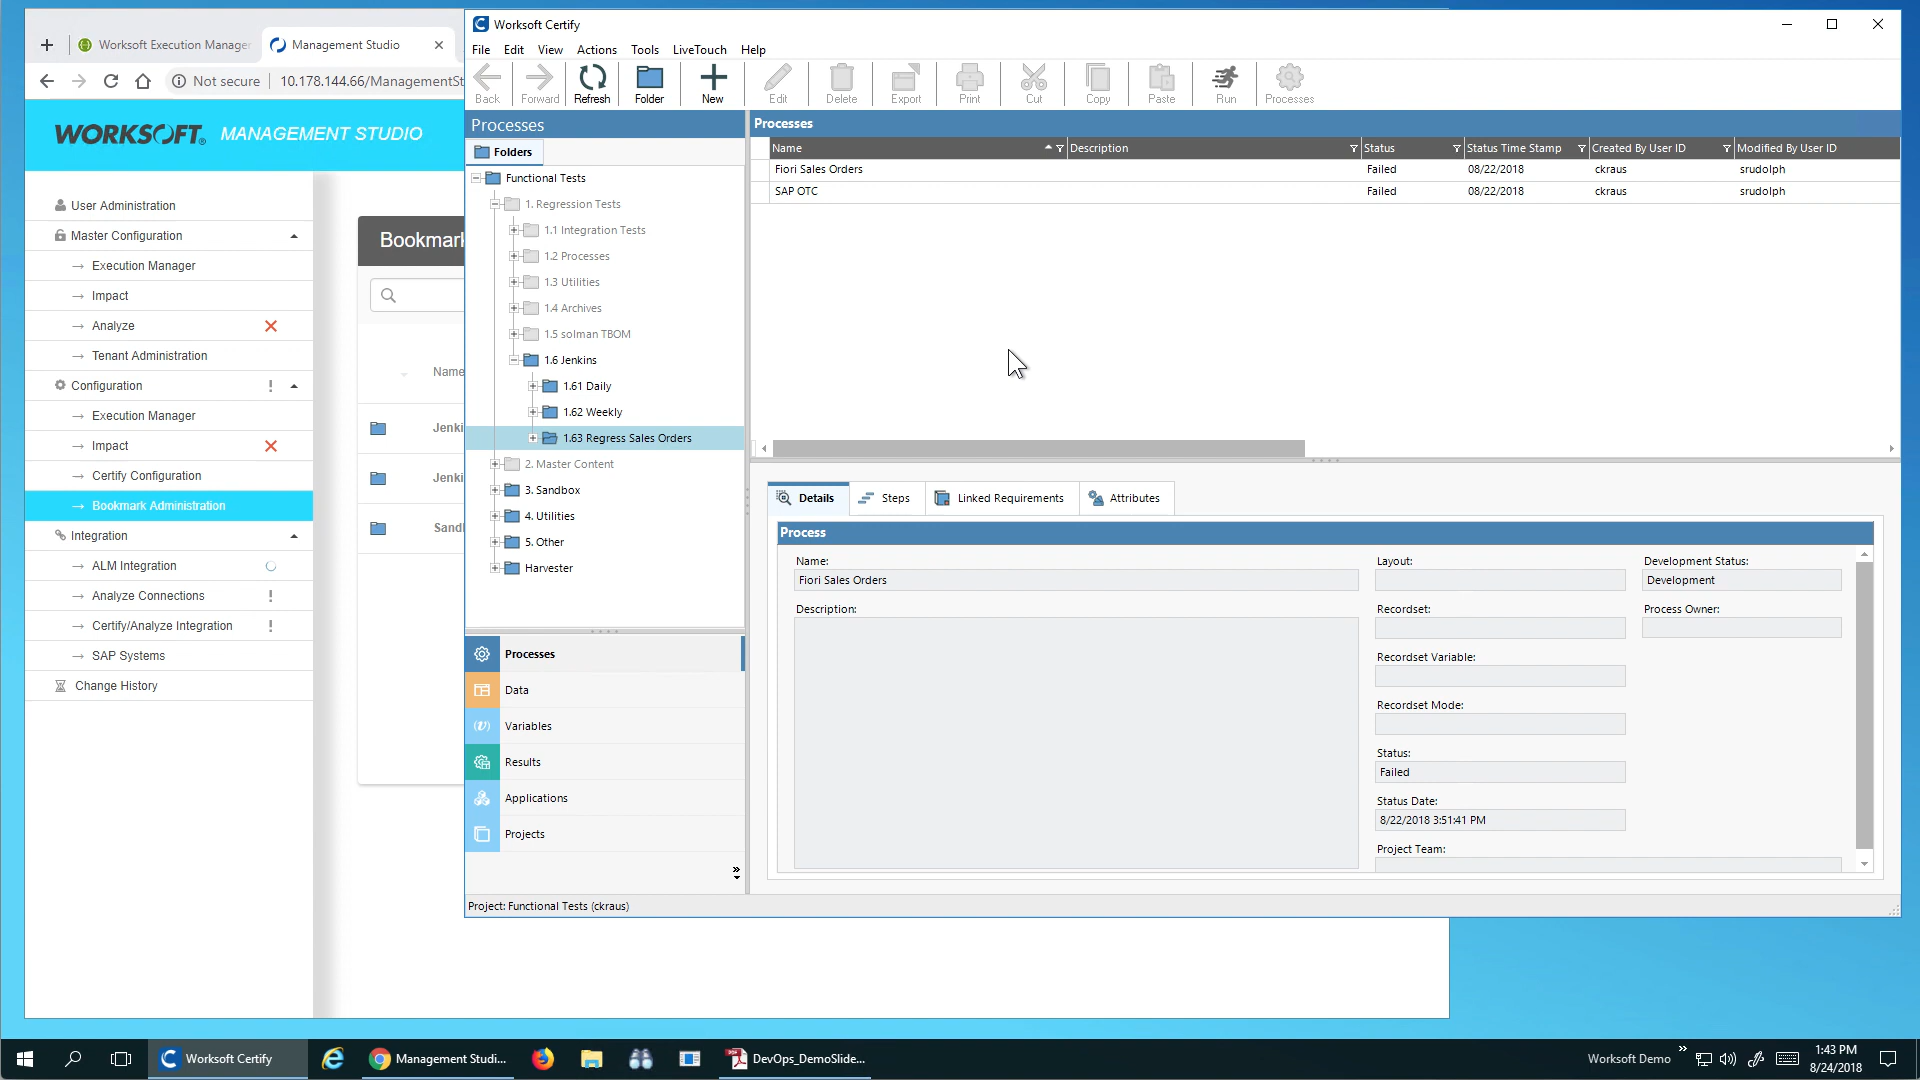 Worksoft Execution Manager
Management Studio
Not secure
10.178.144.66/ManagementSt
WORKSOFT. MANAGEMENT STUDIO
User Administration
Master Configuration
Execution Manager
Impact
Analyze
Tenant Administration
Configuration
Execution Manager
Impact
Certify Configuration
Bookmark Administration
Integration
ALM Integration
Analyze Connections
Certify/Analyze Integration
SAP Systems
Change History
Bookmark
Name
Jenki
Jenki
Sand
Worksoft Certify
File Edit View Actions Tools LiveTouch Help
Back Forward Refresh Folder New Edit Delete Export Print Cut Copy Paste Run Processes
Processes
Folders
Functional Tests
1. Regression Tests
1.1 Integration Tests
1.2 Processes
1.3 Utilities
1.4 Archives
1.5 solman TBOM
1.6 Jenkins
1.61 Daily
1.62 Weekly
1.63 Regress Sales Orders
2. Master Content
3. Sandbox
4. Utilities
5. Other
Harvester
Processes
Data
Variables
Results
Applications
Projects
Processes
Name Description Status Status Time Stamp Created By User ID Modified By User ID
Fiori Sales Orders Failed 08/22/2018 ckraus srudolph
SAP OTC Failed 08/22/2018 ckraus srudolph
Details Steps Linked Requirements Attributes
Process
Name:
Fiori Sales Orders
Description:
Layout:
Recordset:
Recordset Variable:
Recordset Mode:
Status:
Failed
Status Date:
8/22/2018 3:51:41 PM
Project Team:
Development Status:
Development
Process Owner:
Project: Functional Tests (ckraus)
Worksoft Certify
Management Studi...
DevOps_DemoSlide...
Worksoft Demo
1:43 PM
8/24/2018